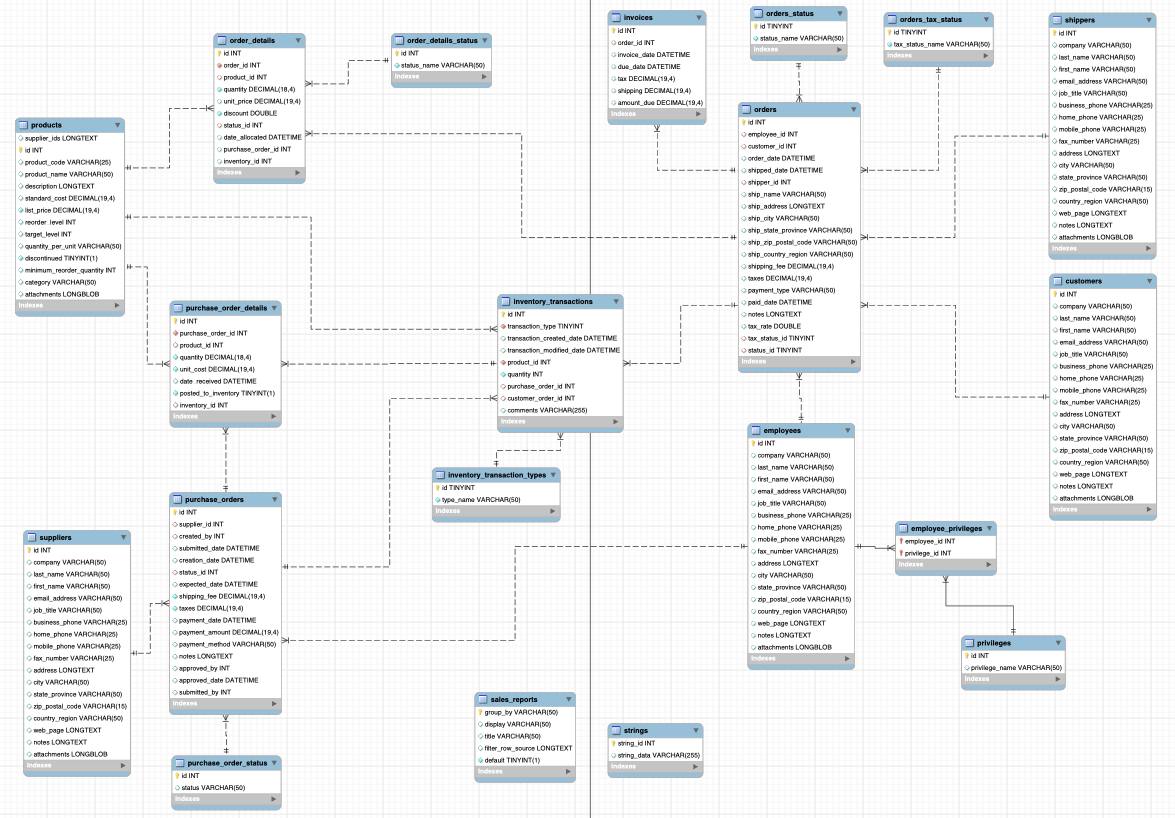 order_details
id INT
order_id INT
product_id INT
quantity DECIMAL(18,4)
unit_price DECIMAL(19,4)
discount DOUBLE
status_id INT
date_allocated DATETIME
purchase_order_id INT
inventory_id INT
Indexes
order_details_status
id INT
status_name VARCHAR(50)
Indexes
invoices
id INT
order_id INT
invoice_date DATETIME
due_date DATETIME
tax DECIMAL(19,4)
shipping DECIMAL(19,4)
amount_due DECIMAL(19,4)
Indexes
orders_status
id TINYINT
status_name VARCHAR(50)
Indexes
orders_tax_status
id TINYINT
tax_status_name VARCHAR(50)
Indexes
shippers
id INT
company VARCHAR(50)
last_name VARCHAR(50)
first_name VARCHAR(50)
email_address VARCHAR(50)
job_title VARCHAR(50)
business_phone VARCHAR(25)
home_phone VARCHAR(25)
mobile_phone VARCHAR(25)
fax_number VARCHAR(25)
address LONGTEXT
city VARCHAR(50)
state_province VARCHAR(50)
zip_postal_code VARCHAR(15)
country_region VARCHAR(50)
web_page LONGTEXT
notes LONGTEXT
attachments LONGBLOB
Indexes
products
supplier_ids LONGTEXT
id INT
product_code VARCHAR(25)
product_name VARCHAR(50)
description LONGTEXT
standard_cost DECIMAL(19,4)
list_price DECIMAL(19,4)
reorder_level INT
target_level INT
quantity_per_unit VARCHAR(50)
discontinued TINYINT(1)
minimum_reorder_quantity INT
category VARCHAR(50)
attachments LONGBLOB
Indexes
orders
id INT
employee_id INT
customer_id INT
order_date DATETIME
shipped_date DATETIME
shipper_id INT
ship_name VARCHAR(50)
ship_address LONGTEXT
ship_city VARCHAR(50)
ship_state_province VARCHAR(50)
ship_zip_postal_code VARCHAR(50)
ship_country_region VARCHAR(50)
shipping_fee DECIMAL(19,4)
taxes DECIMAL(19,4)
payment_type VARCHAR(50)
paid_date DATETIME
notes LONGTEXT
tax_rate DOUBLE
tax_status_id TINYINT
status_id TINYINT
Indexes
purchase_order_details
id INT
purchase_order_id INT
product_id INT
quantity DECIMAL(18,4)
unit_cost DECIMAL(19,4)
date_received DATETIME
posted_to_inventory TINYINT(1)
inventory_id INT
Indexes
inventory_transactions
id INT
transaction_type TINYINT
transaction_created_date DATETIME
transaction_modified_date DATETIME
product_id INT
quantity INT
purchase_order_id INT
customer_order_id INT
comments VARCHAR(255)
Indexes
customers
id INT
company VARCHAR(50)
last_name VARCHAR(50)
first_name VARCHAR(50)
email_address VARCHAR(50)
job_title VARCHAR(50)
business_phone VARCHAR(25)
home_phone VARCHAR(25)
mobile_phone VARCHAR(25)
fax_number VARCHAR(25)
address LONGTEXT
city VARCHAR(50)
state_province VARCHAR(50)
zip_postal_code VARCHAR(15)
country_region VARCHAR(50)
web_page LONGTEXT
notes LONGTEXT
attachments LONGBLOB
Indexes
inventory_transaction_types
id TINYINT
type_name VARCHAR(50)
Indexes
employees
id INT
company VARCHAR(50)
last_name VARCHAR(50)
first_name VARCHAR(50)
email_address VARCHAR(50)
job_title VARCHAR(50)
business_phone VARCHAR(25)
home_phone VARCHAR(25)
mobile_phone VARCHAR(25)
fax_number VARCHAR(25)
address LONGTEXT
city VARCHAR(50)
state_province VARCHAR(50)
zip_postal_code VARCHAR(15)
country_region VARCHAR(50)
web_page LONGTEXT
notes LONGTEXT
attachments LONGBLOB
Indexes
employee_privileges
employee_id INT
privilege_id INT
Indexes
privileges
id INT
privilege_name VARCHAR(50)
Indexes
purchase_orders
id INT
supplier_id INT
created_by INT
submitted_date DATETIME
creation_date DATETIME
status_id INT
expected_date DATETIME
shipping_fee DECIMAL(19,4)
taxes DECIMAL(19,4)
payment_date DATETIME
payment_amount DECIMAL(19,4)
payment_method VARCHAR(50)
notes LONGTEXT
approved_by INT
approved_date DATETIME
submitted_by INT
Indexes
suppliers
id INT
company VARCHAR(50)
last_name VARCHAR(50)
first_name VARCHAR(50)
email_address VARCHAR(50)
job_title VARCHAR(50)
business_phone VARCHAR(25)
home_phone VARCHAR(25)
mobile_phone VARCHAR(25)
fax_number VARCHAR(25)
address LONGTEXT
city VARCHAR(50)
state_province VARCHAR(50)
zip_postal_code VARCHAR(15)
country_region VARCHAR(50)
web_page LONGTEXT
notes LONGTEXT
attachments LONGBLOB
Indexes
sales_reports
group_by VARCHAR(50)
display VARCHAR(50)
title VARCHAR(50)
filter_row_source LONGTEXT
default TINYINT(1)
Indexes
strings
string_id INT
string_data VARCHAR(255)
Indexes
purchase_order_status
id INT
status VARCHAR(50)
Indexes